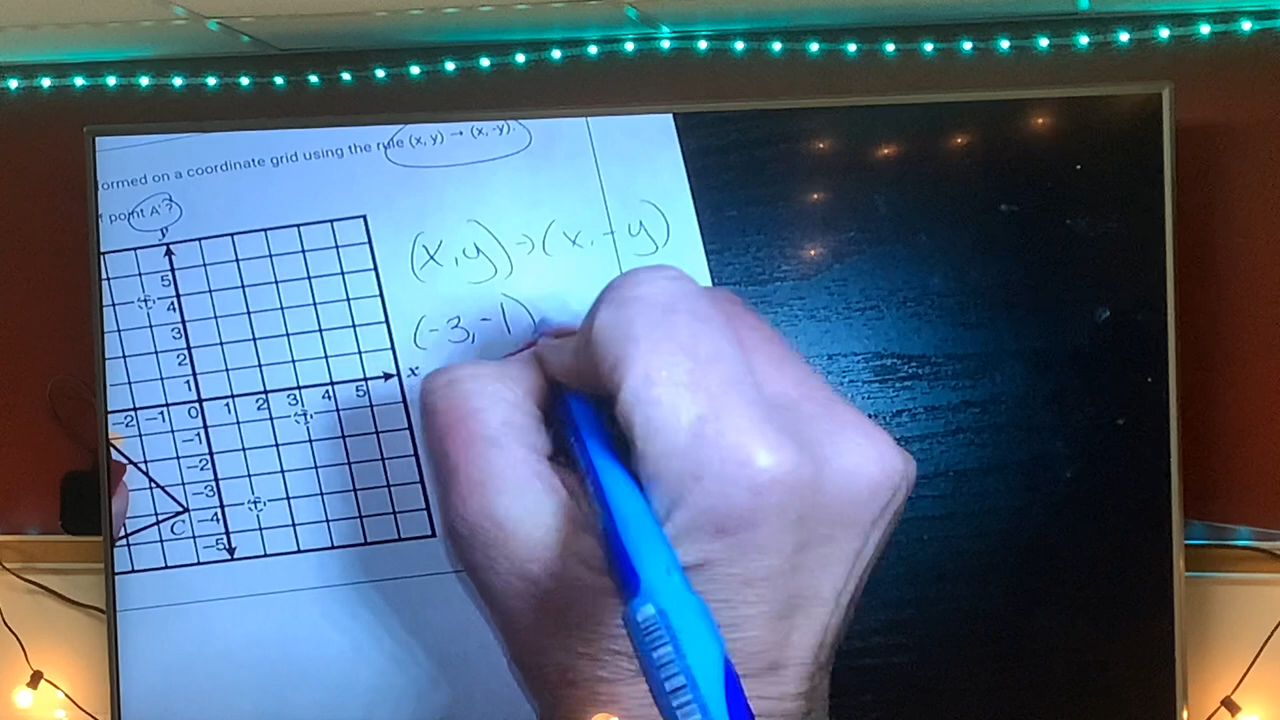 ormed on a coordinate grid using the rule (x, y) → (x, -y).
point A'?
(x,y)→(x,-y)
(-3,-1)
y
5
4
3
2
1
x
-2 -1 0 1 2 3 4 5
-1
-2
-3
C -4
-5